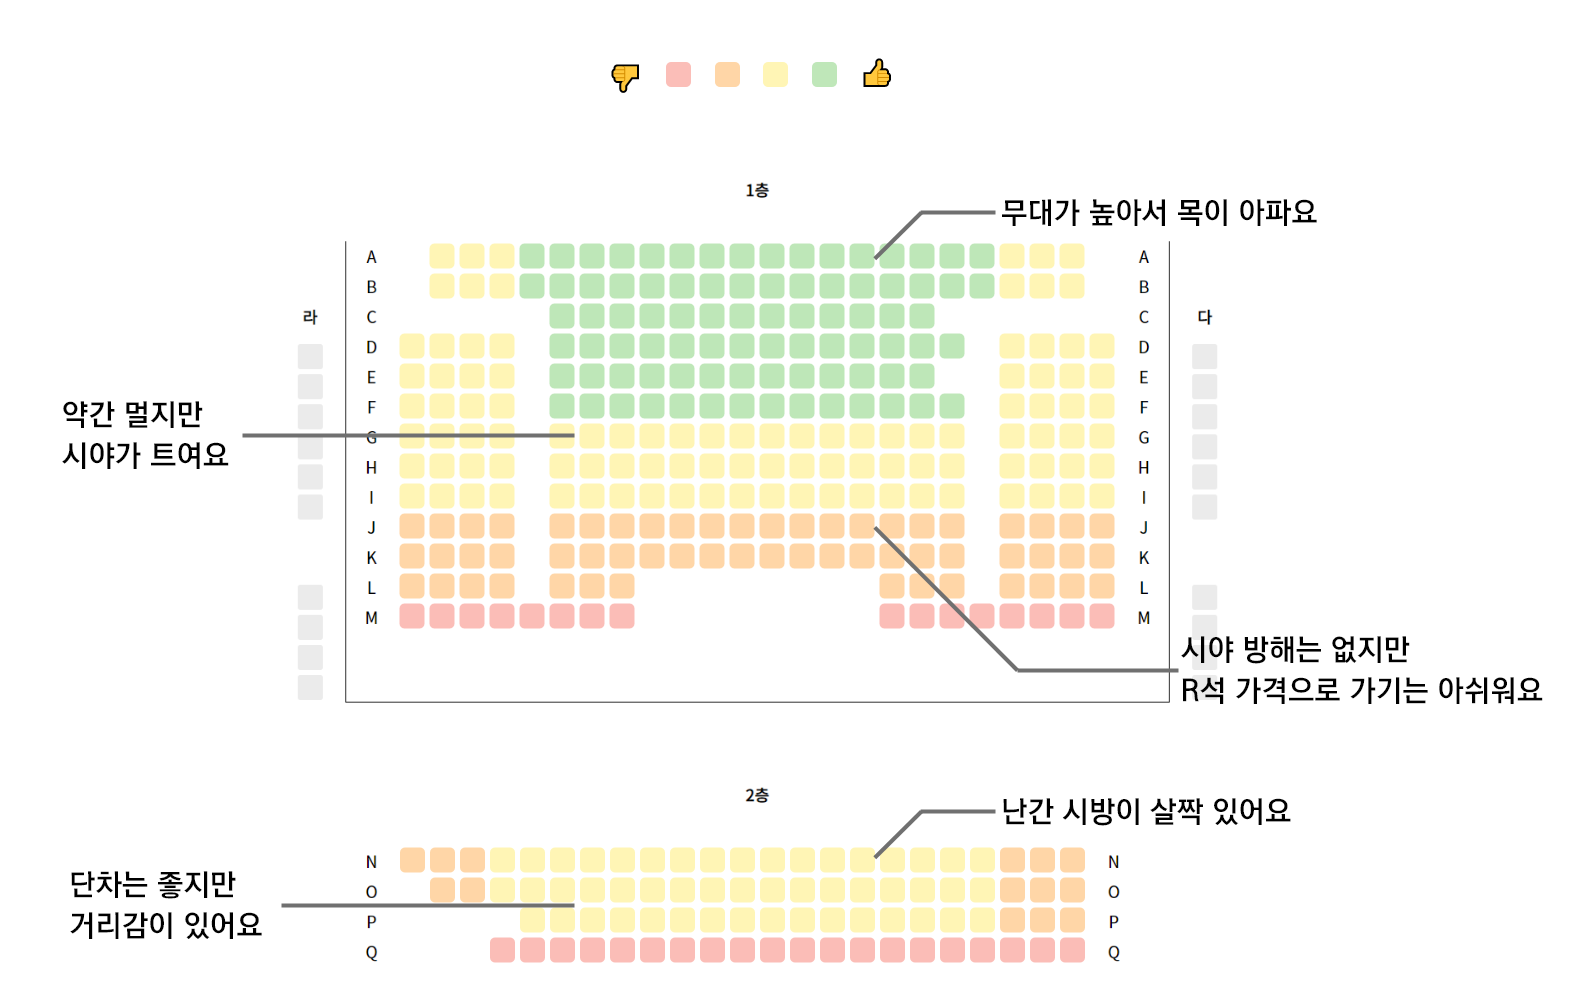 1층
무대가 높아서 목이 아파요
A A
B B
라 C C 다
D D
E E
약간 멀지만
시야가 트여요
F F
G G
H H
I I
J J
K K
L L
M M
시야 방해는 없지만
R석 가격으로 가기는 아쉬워요
2층
난간 시방이 살짝 있어요
N N
단차는 좋지만
거리감이 있어요
O O
P P
Q Q